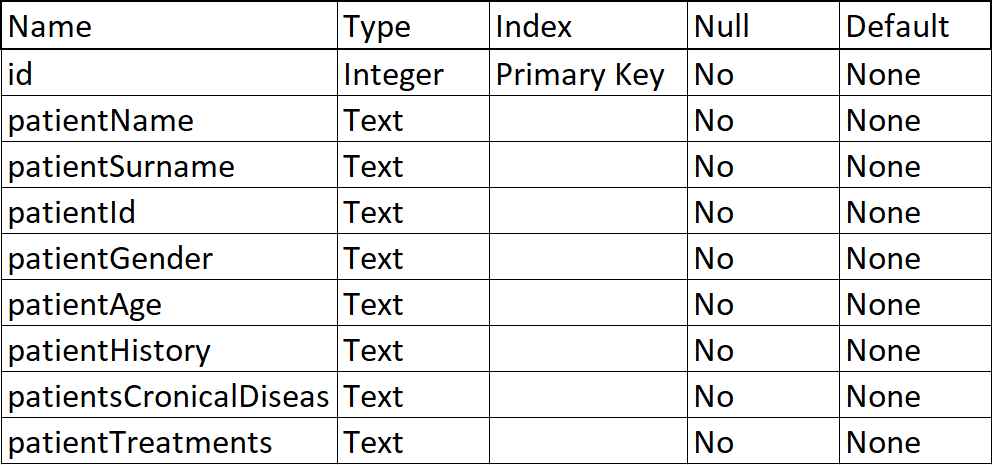 Name Type Index Null Default
id Integer Primary Key No None
patientName Text No None
patientSurname Text No None
patientId Text No None
patientGender Text No None
patientAge Text No None
patientHistory Text No None
patientsCronicalDiseas Text No None
patientTreatments Text No None